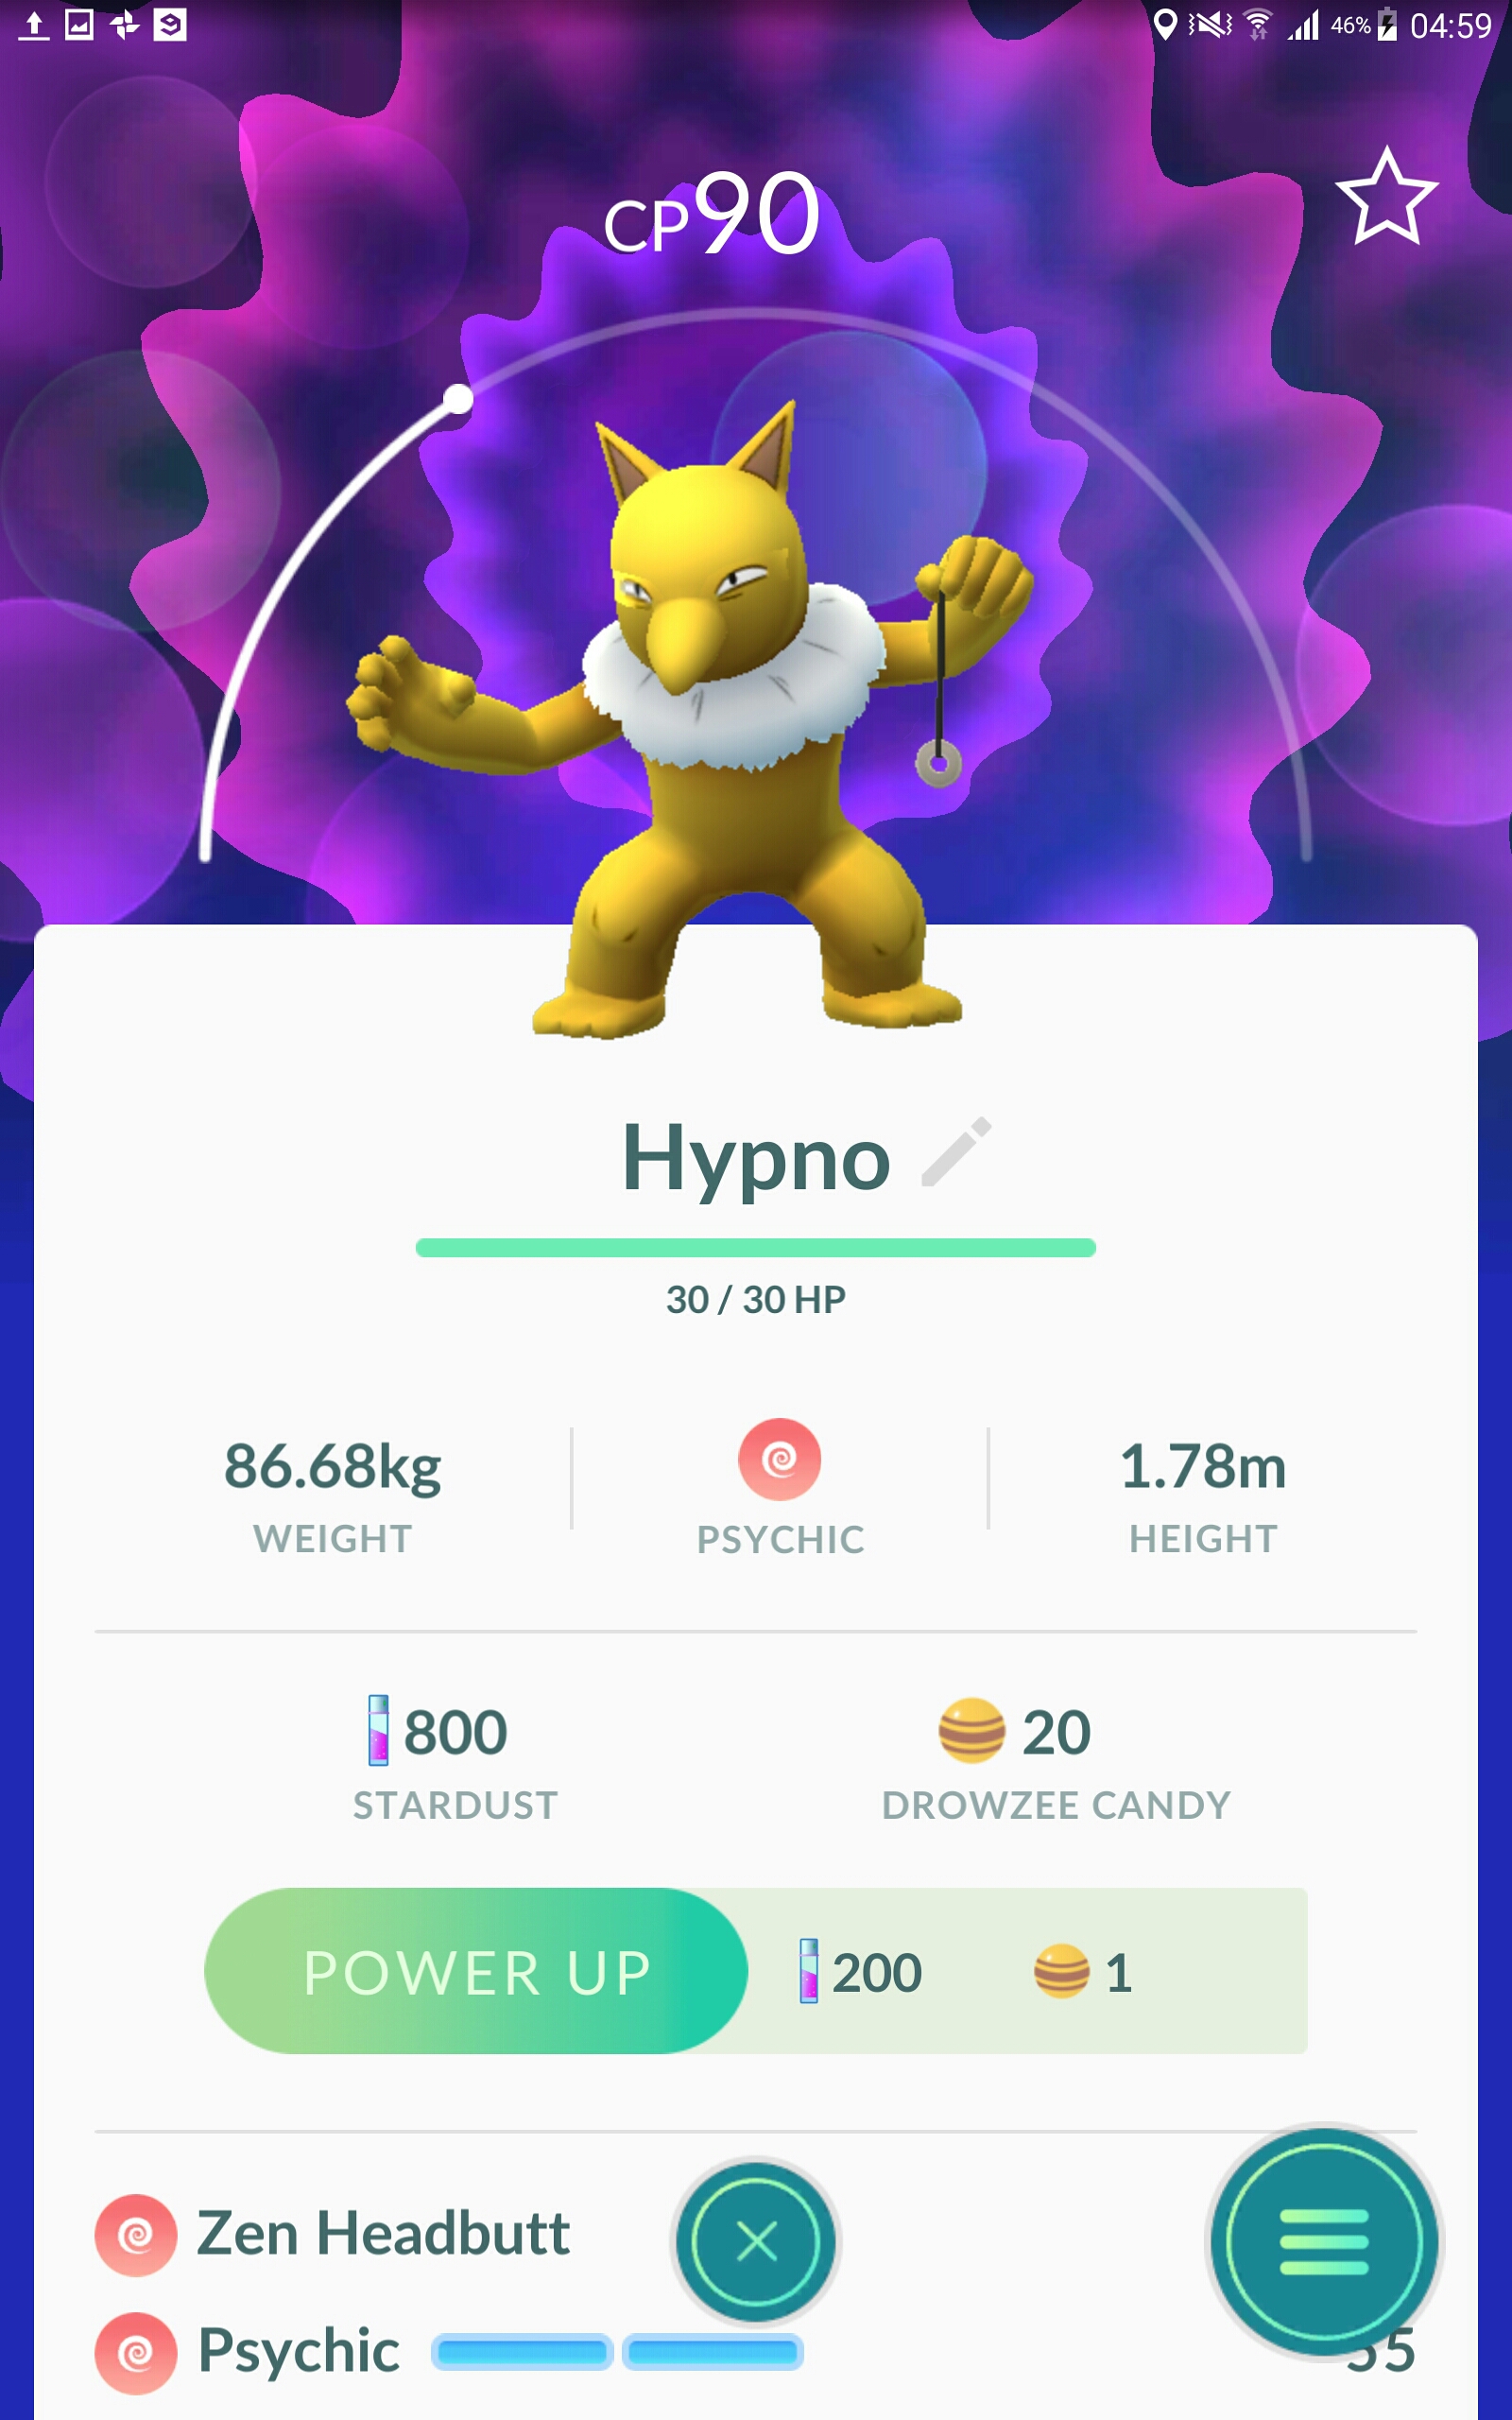 46% 04:59
CP90
Hypno
30 / 30 HP
86.68kg
WEIGHT
PSYCHIC
1.78m
HEIGHT
800
STARDUST
20
DROWZEE CANDY
POWER UP 200 1
Zen Headbutt
Psychic